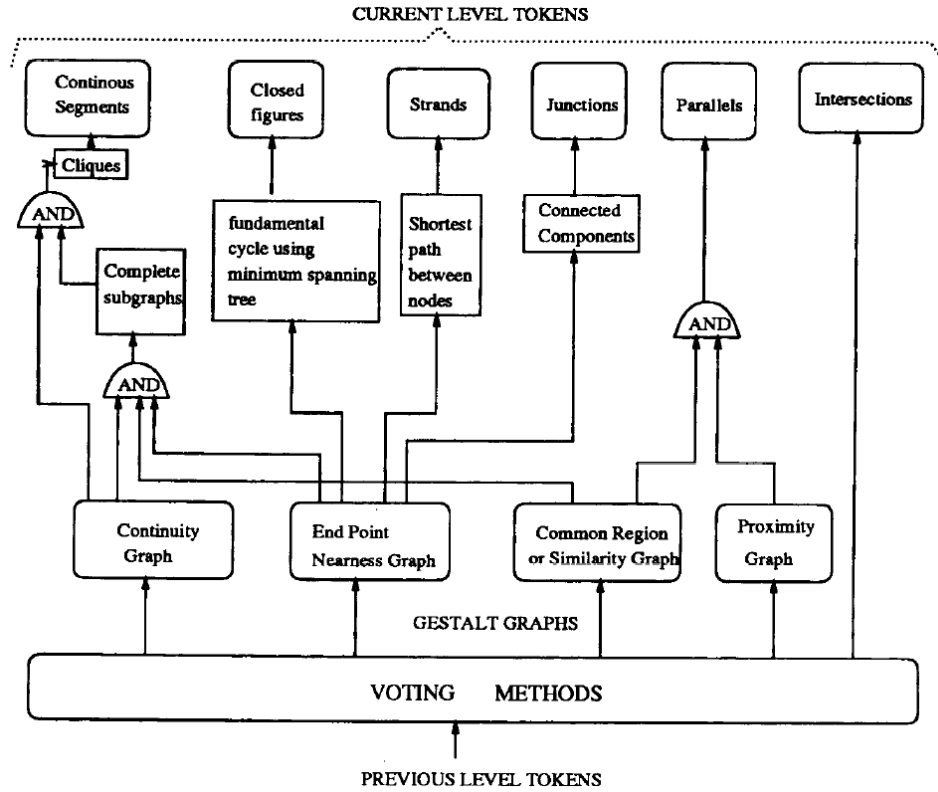 CURRENT LEVEL TOKENS
Continous
Segments
Closed
figures
Strands
Junctions
Parallels
Intersections
Cliques
AND
fundamental
cycle using
minimum spanning
tree
Shortest
path
between
nodes
Connected
Components
Complete
subgraphs
AND
AND
Continuity
Graph
End Point
Nearness Graph
Common Region
or Similarity Graph
Proximity
Graph
GESTALT GRAPHS
VOTING METHODS
PREVIOUS LEVEL TOKENS